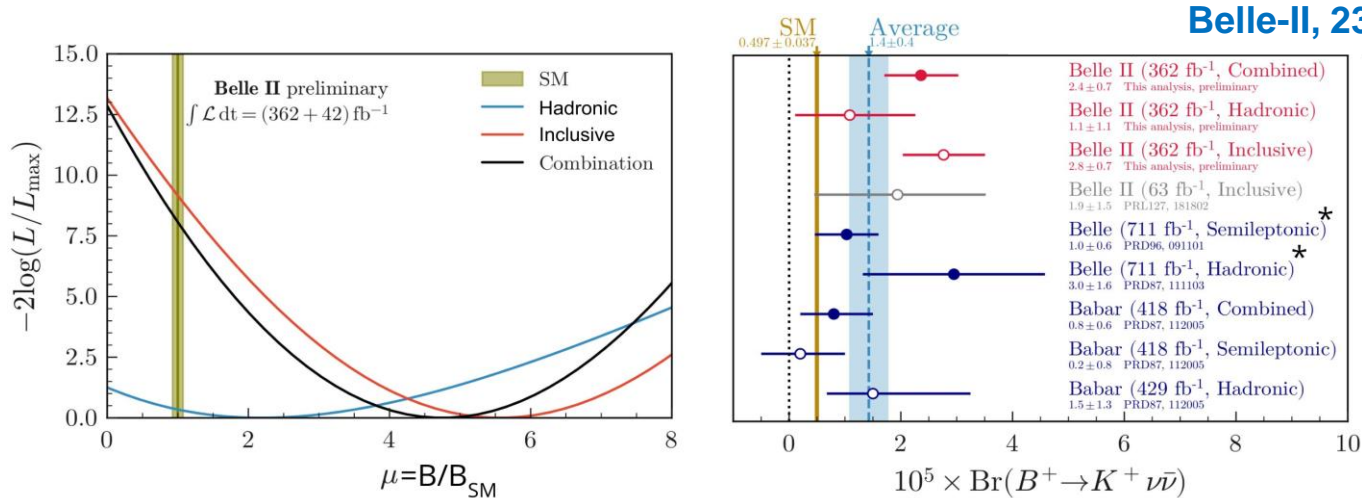 Belle-II, 23
15.0
12.5
10.0
7.5
5.0
2.5
0.0
−2log(L/L_max)
Belle II preliminary
∫ℒ dt = (362 + 42) fb⁻¹
SM
Hadronic
Inclusive
Combination
0 2 4 6 8
μ=B/B_SM
SM
0.497 ± 0.037
Average
1.4±0.4
Belle II (362 fb⁻¹, Combined)
2.4±0.7 This analysis, preliminary
Belle II (362 fb⁻¹, Hadronic)
1.1±1.1 This analysis, preliminary
Belle II (362 fb⁻¹, Inclusive)
2.8±0.7 This analysis, preliminary
Belle II (63 fb⁻¹, Inclusive)
1.9±1.5 PRL127, 181802
Belle (711 fb⁻¹, Semileptonic)*
1.0±0.6 PRD96, 091101
Belle (711 fb⁻¹, Hadronic)*
3.0±1.6 PRD87, 111103
Babar (418 fb⁻¹, Combined)
0.8±0.6 PRD87, 112005
Babar (418 fb⁻¹, Semileptonic)
0.2±0.8 PRD87, 112005
Babar (429 fb⁻¹, Hadronic)
1.5±1.3 PRD87, 112005
0 2 4 6 8 10
10⁵ × Br(B⁺→K⁺νν̄)